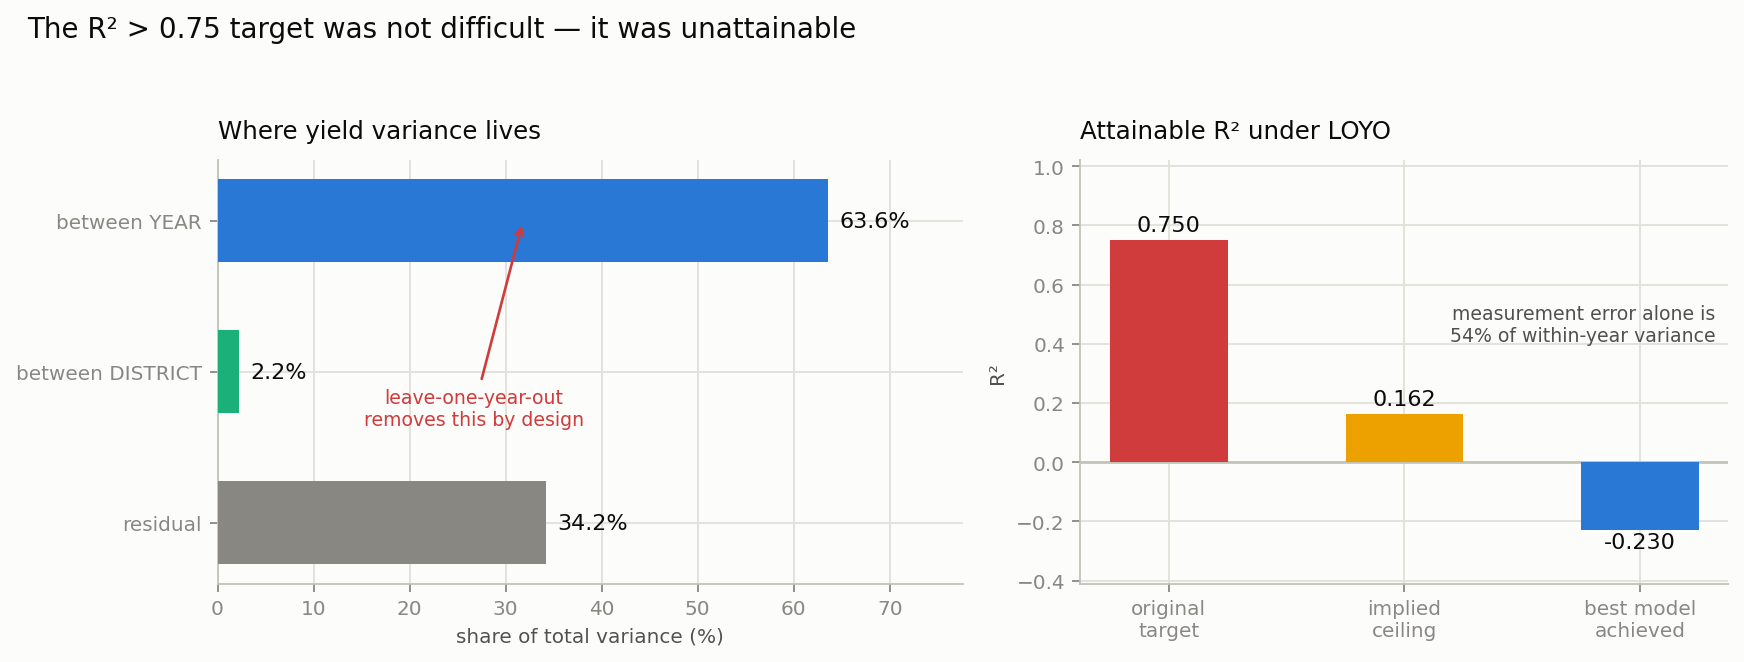 The R² > 0.75 target was not difficult — it was unattainable
Where yield variance lives
between YEAR
63.6%
between DISTRICT
2.2%
leave-one-year-out
removes this by design
residual
34.2%
0 10 20 30 40 50 60 70
share of total variance (%)
Attainable R² under LOYO
R²
1.0
0.8
0.6
0.4
0.2
0.0
−0.2
−0.4
0.750
measurement error alone is
54% of within-year variance
0.162
-0.230
original
target
implied
ceiling
best model
achieved